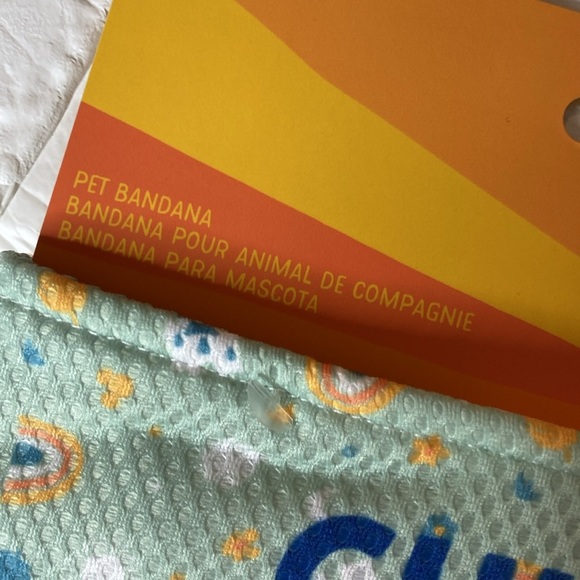 PET BANDANA
BANDANA POUR ANIMAL DE COMPAGNIE
BANDANA PARA MASCOTA